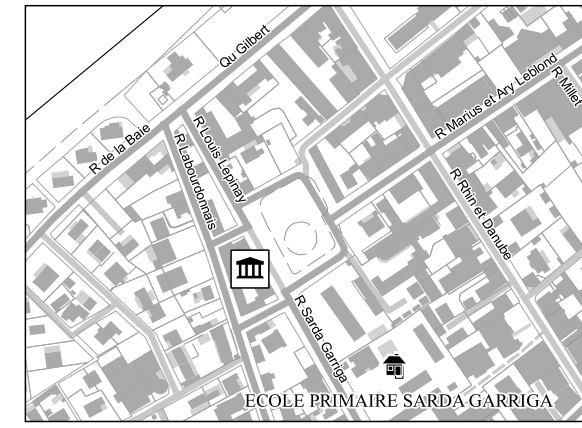 Qu Gilbert
R de la Baie
R Louis Lepinay
R Labourdonnais
R Marius et Ary Leblond
R Miller
R Rhin et Danube
R Sarda Garriga
ECOLE PRIMAIRE SARDA GARRIGA